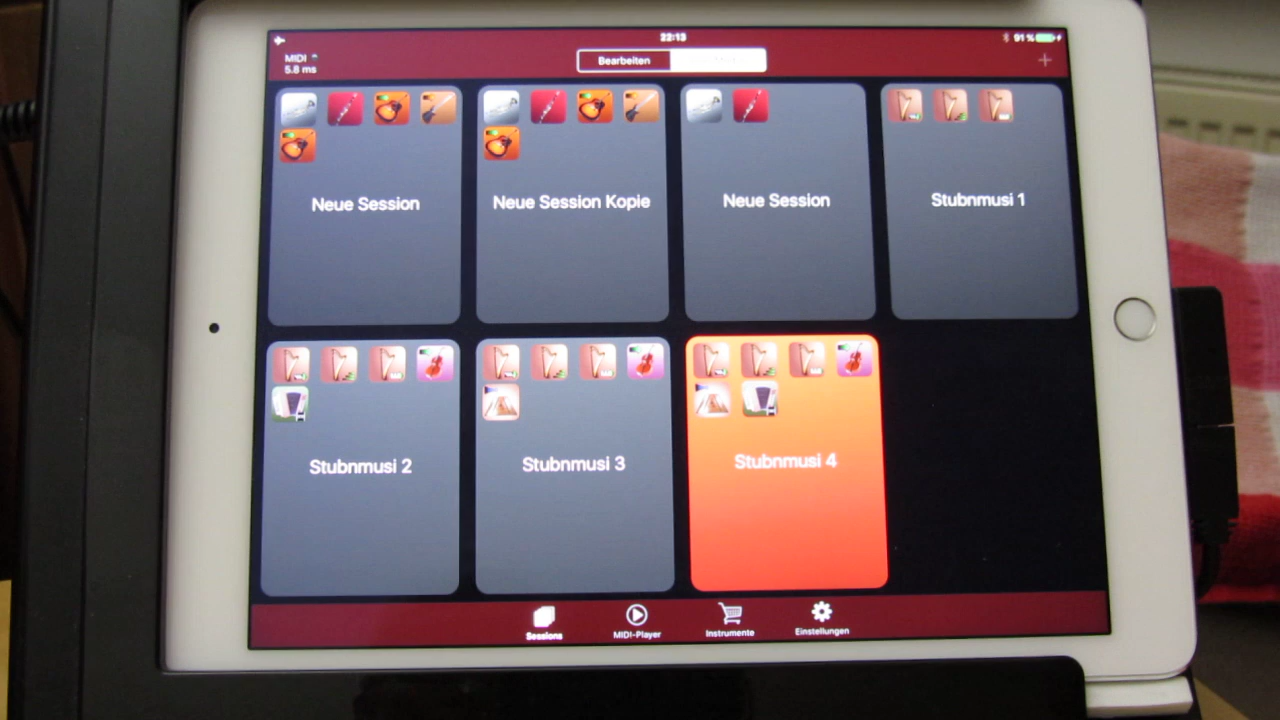 22:13
91 %
MIDI
5.8 ms
Bearbeiten
+
Neue Session
Neue Session Kopie
Neue Session
Stubnmusi 1
Stubnmusi 2
Stubnmusi 3
Stubnmusi 4
Sessions
MIDI-Player
Instrumente
Einstellungen